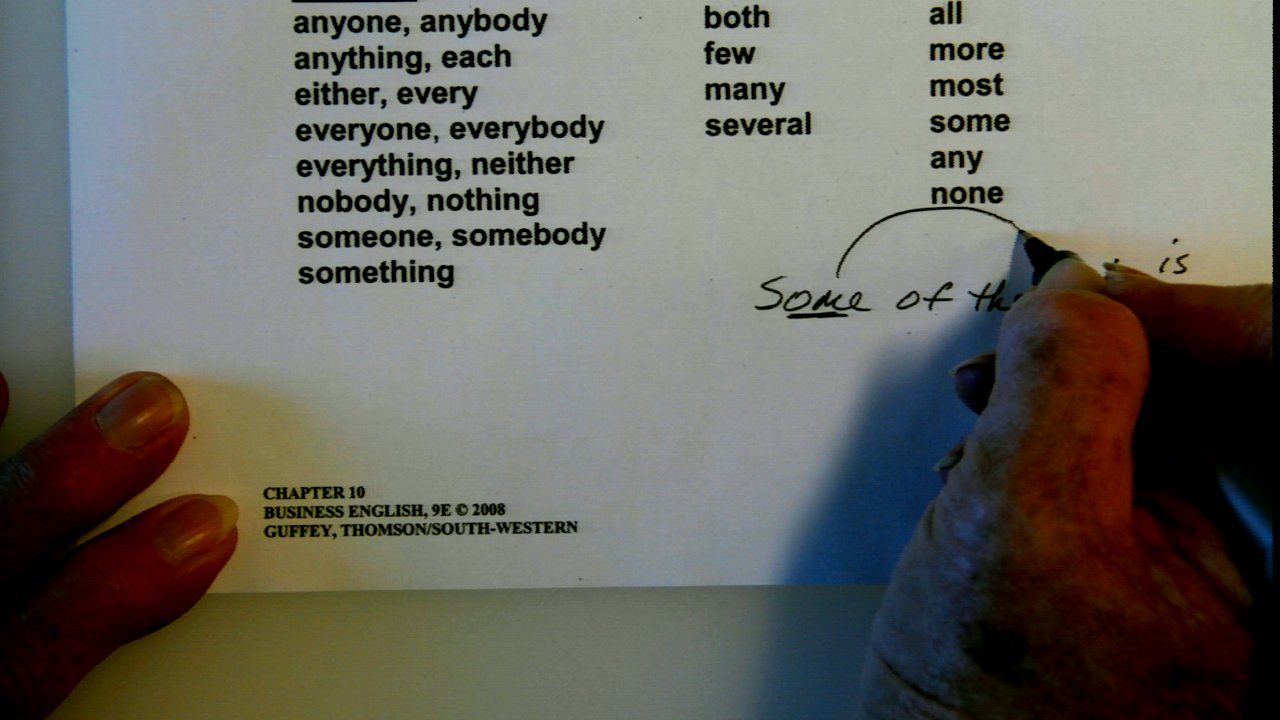 anyone, anybody
anything, each
either, every
everyone, everybody
everything, neither
nobody, nothing
someone, somebody
something
both
few
many
several
all
more
most
some
any
none
Some of is
CHAPTER 10
BUSINESS ENGLISH, 9E © 2008
GUFFEY, THOMSON/SOUTH-WESTERN